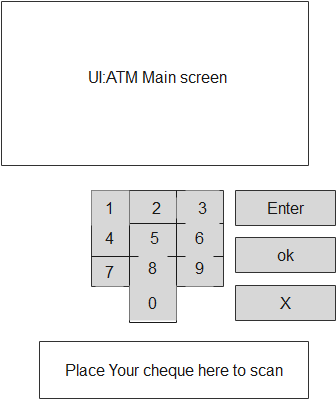 UI:ATM Main screen
1 2 3 Enter
4 5 6
ok
7 8 9
0 X
Place Your cheque here to scan